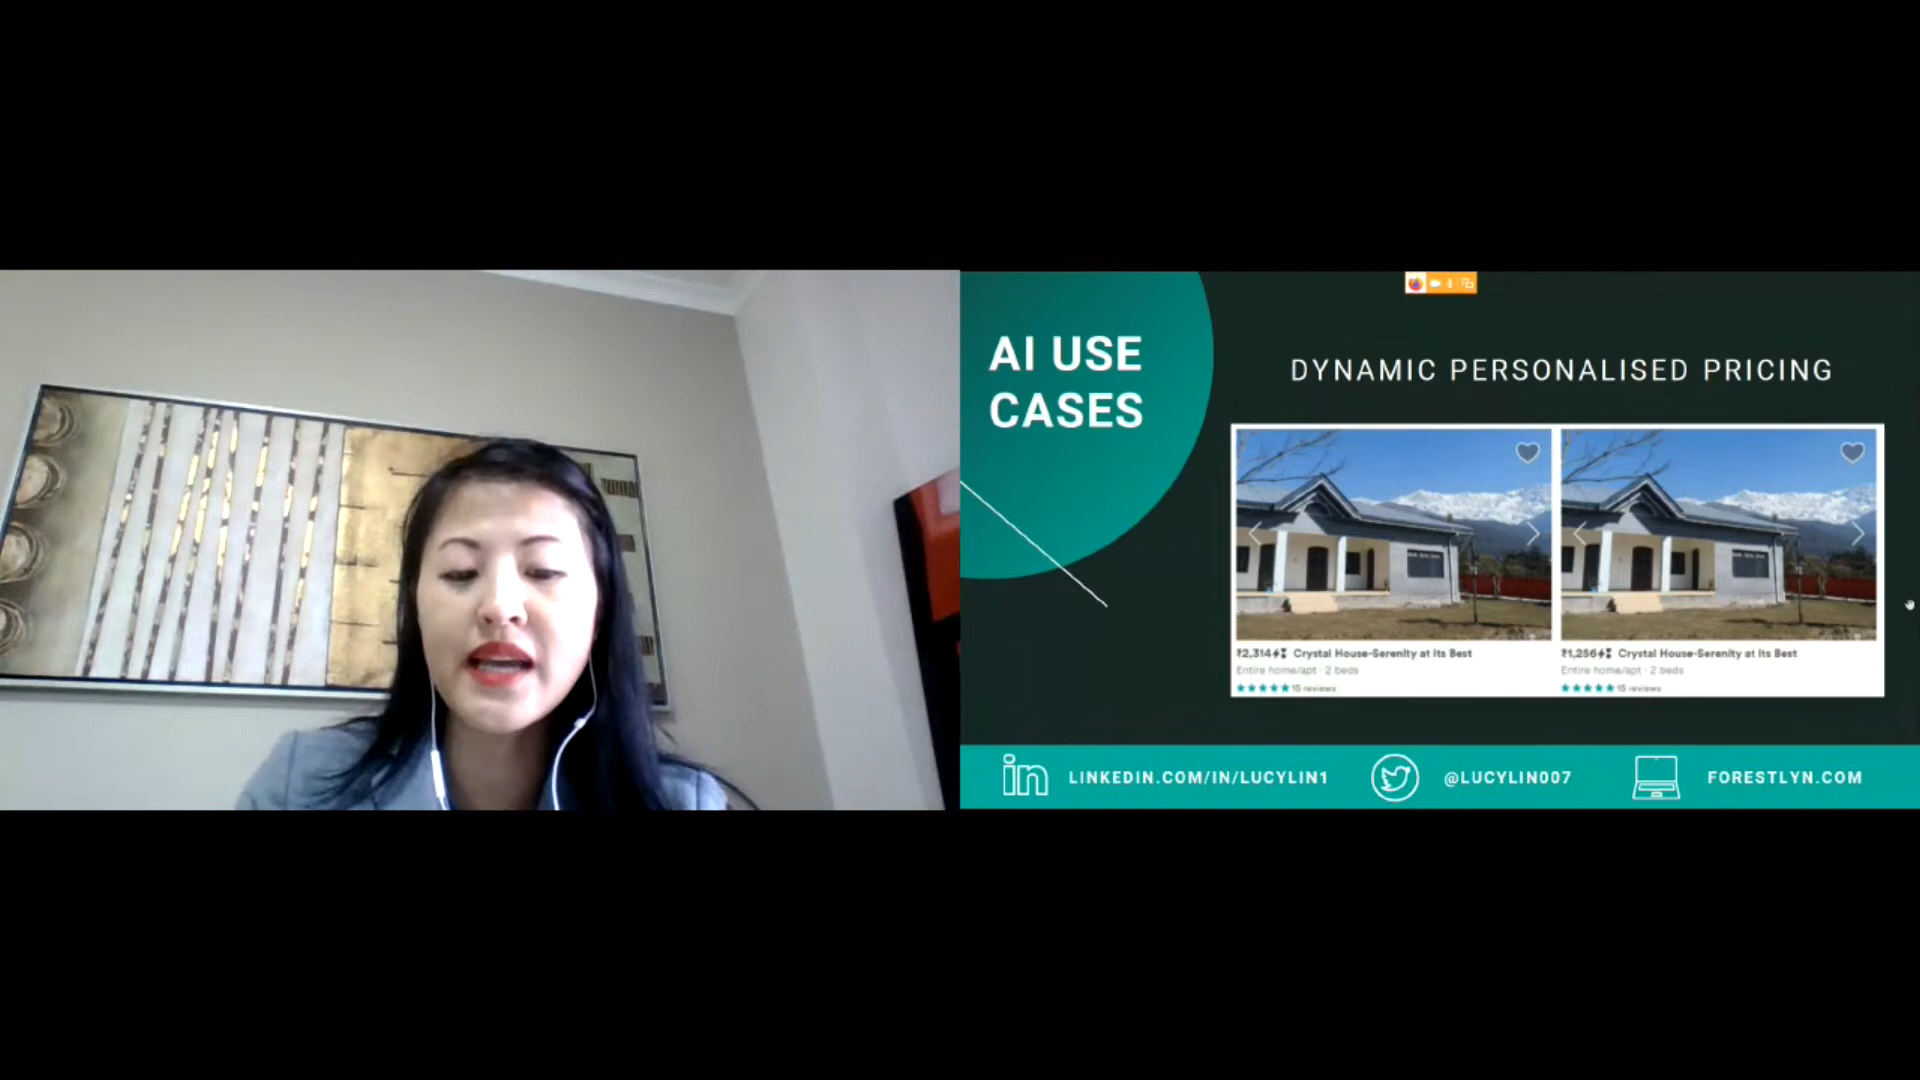 AI USE
CASES
DYNAMIC PERSONALISED PRICING
₹2,314 Crystal House-Serenity at Its Best
Entire home/apt · 2 beds
15 reviews
₹1,256 Crystal House-Serenity at Its Best
Entire home/apt · 2 beds
15 reviews
in LINKEDIN.COM/IN/LUCYLIN1
@LUCYLIN007
FORESTLYN.COM